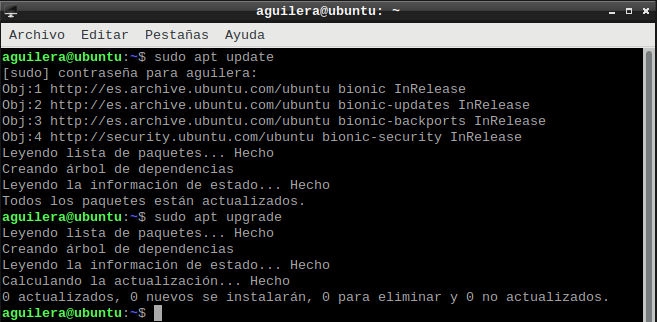 aguilera@ubuntu: ~
Archivo Editar Pestañas Ayuda
aguilera@ubuntu:~$ sudo apt update
[sudo] contraseña para aguilera:
Obj:1 http://es.archive.ubuntu.com/ubuntu bionic InRelease
Obj:2 http://es.archive.ubuntu.com/ubuntu bionic-updates InRelease
Obj:3 http://es.archive.ubuntu.com/ubuntu bionic-backports InRelease
Obj:4 http://security.ubuntu.com/ubuntu bionic-security InRelease
Leyendo lista de paquetes... Hecho
Creando árbol de dependencias
Leyendo la información de estado... Hecho
Todos los paquetes están actualizados.
aguilera@ubuntu:~$ sudo apt upgrade
Leyendo lista de paquetes... Hecho
Creando árbol de dependencias
Leyendo la información de estado... Hecho
Calculando la actualización... Hecho
0 actualizados, 0 nuevos se instalarán, 0 para eliminar y 0 no actualizados.
aguilera@ubuntu:~$